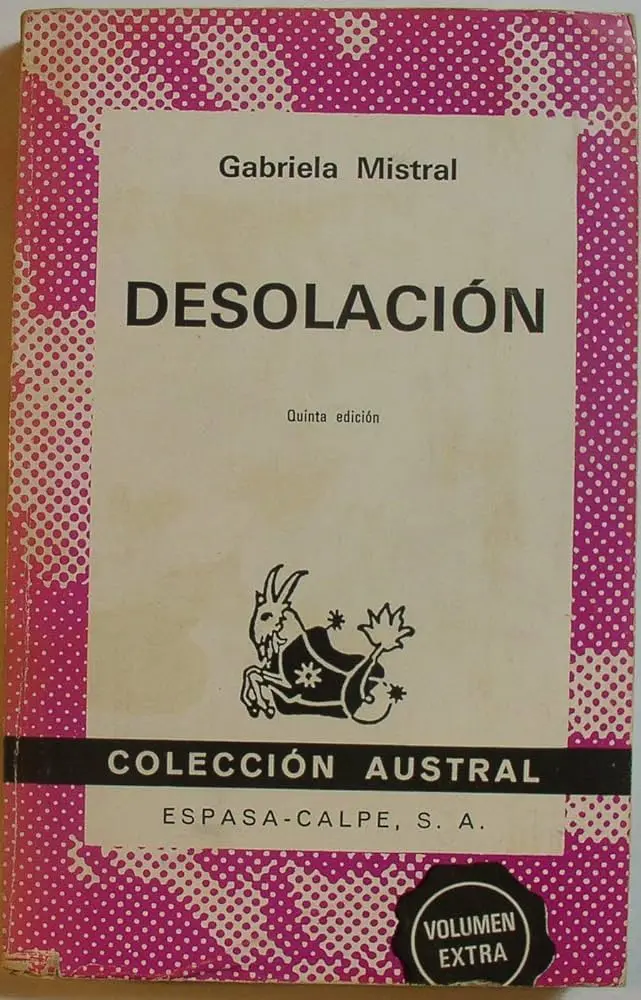 Gabriela Mistral
DESOLACIÓN
Quinta edición
COLECCIÓN AUSTRAL
ESPASA-CALPE, S. A.
VOLUMEN
EXTRA